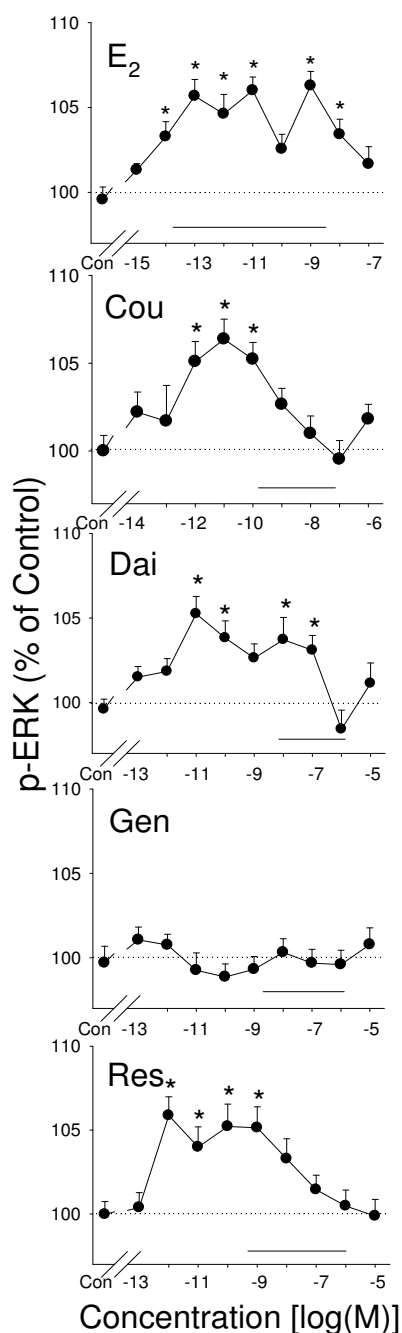 p-ERK (% of Control)
110
E2
* * * * * *
105
100
Con -15 -13 -11 -9 -7
110
Cou
* * *
105
100
Con -14 -12 -10 -8 -6
110
Dai
* * * *
105
100
Con -13 -11 -9 -7 -5
110
Gen
105
100
Con -13 -11 -9 -7 -5
110
Res
* * * *
105
100
Con -13 -11 -9 -7 -5
Concentration [log(M)]